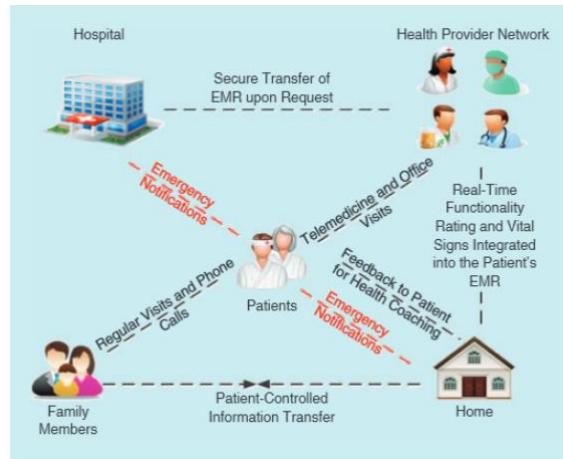 Hospital
Health Provider Network
Secure Transfer of
EMR upon Request
Emergency
Notifications
Telemedicine and Office
Visits
Real-Time
Functionality
Rating and Vital
Signs Integrated
into the Patient's
EMR
Feedback to Patient
for Health Coaching
Patients
Regular Visits and Phone
Calls
Emergency
Notifications
Family
Members
Patient-Controlled
Information Transfer
Home